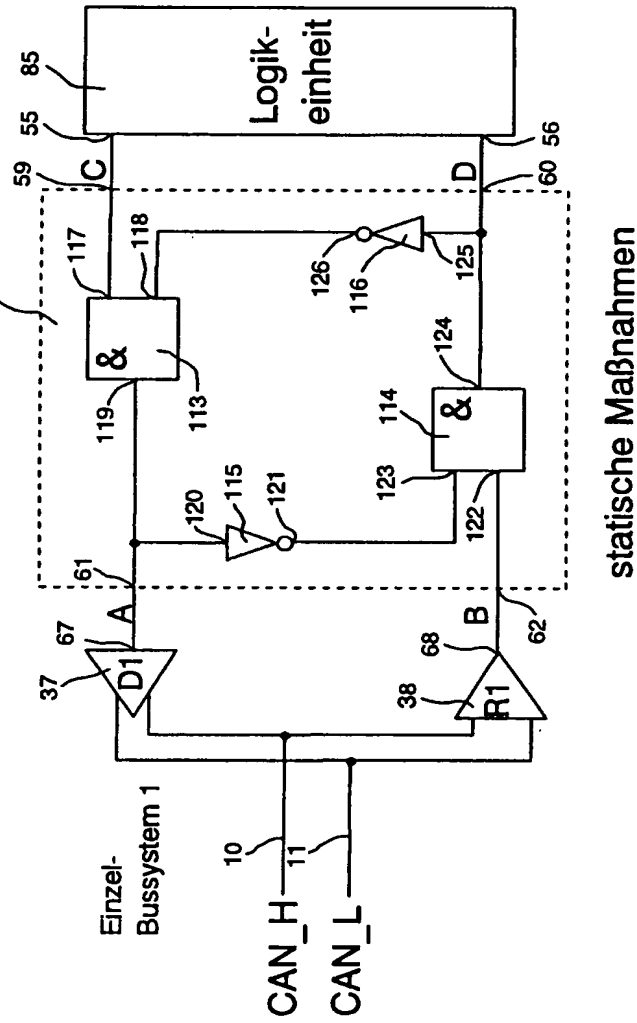 Einzel-
Bussystem 1
CAN_H
CAN_L
10
11
37
D1
67
A
61
38
R1
68
B
62
120
115
121
119
&
113
117
118
123
122
114
&
124
126
116
125
59
C
55
60
D
56
85
Logik-
einheit
statische Maßnahmen